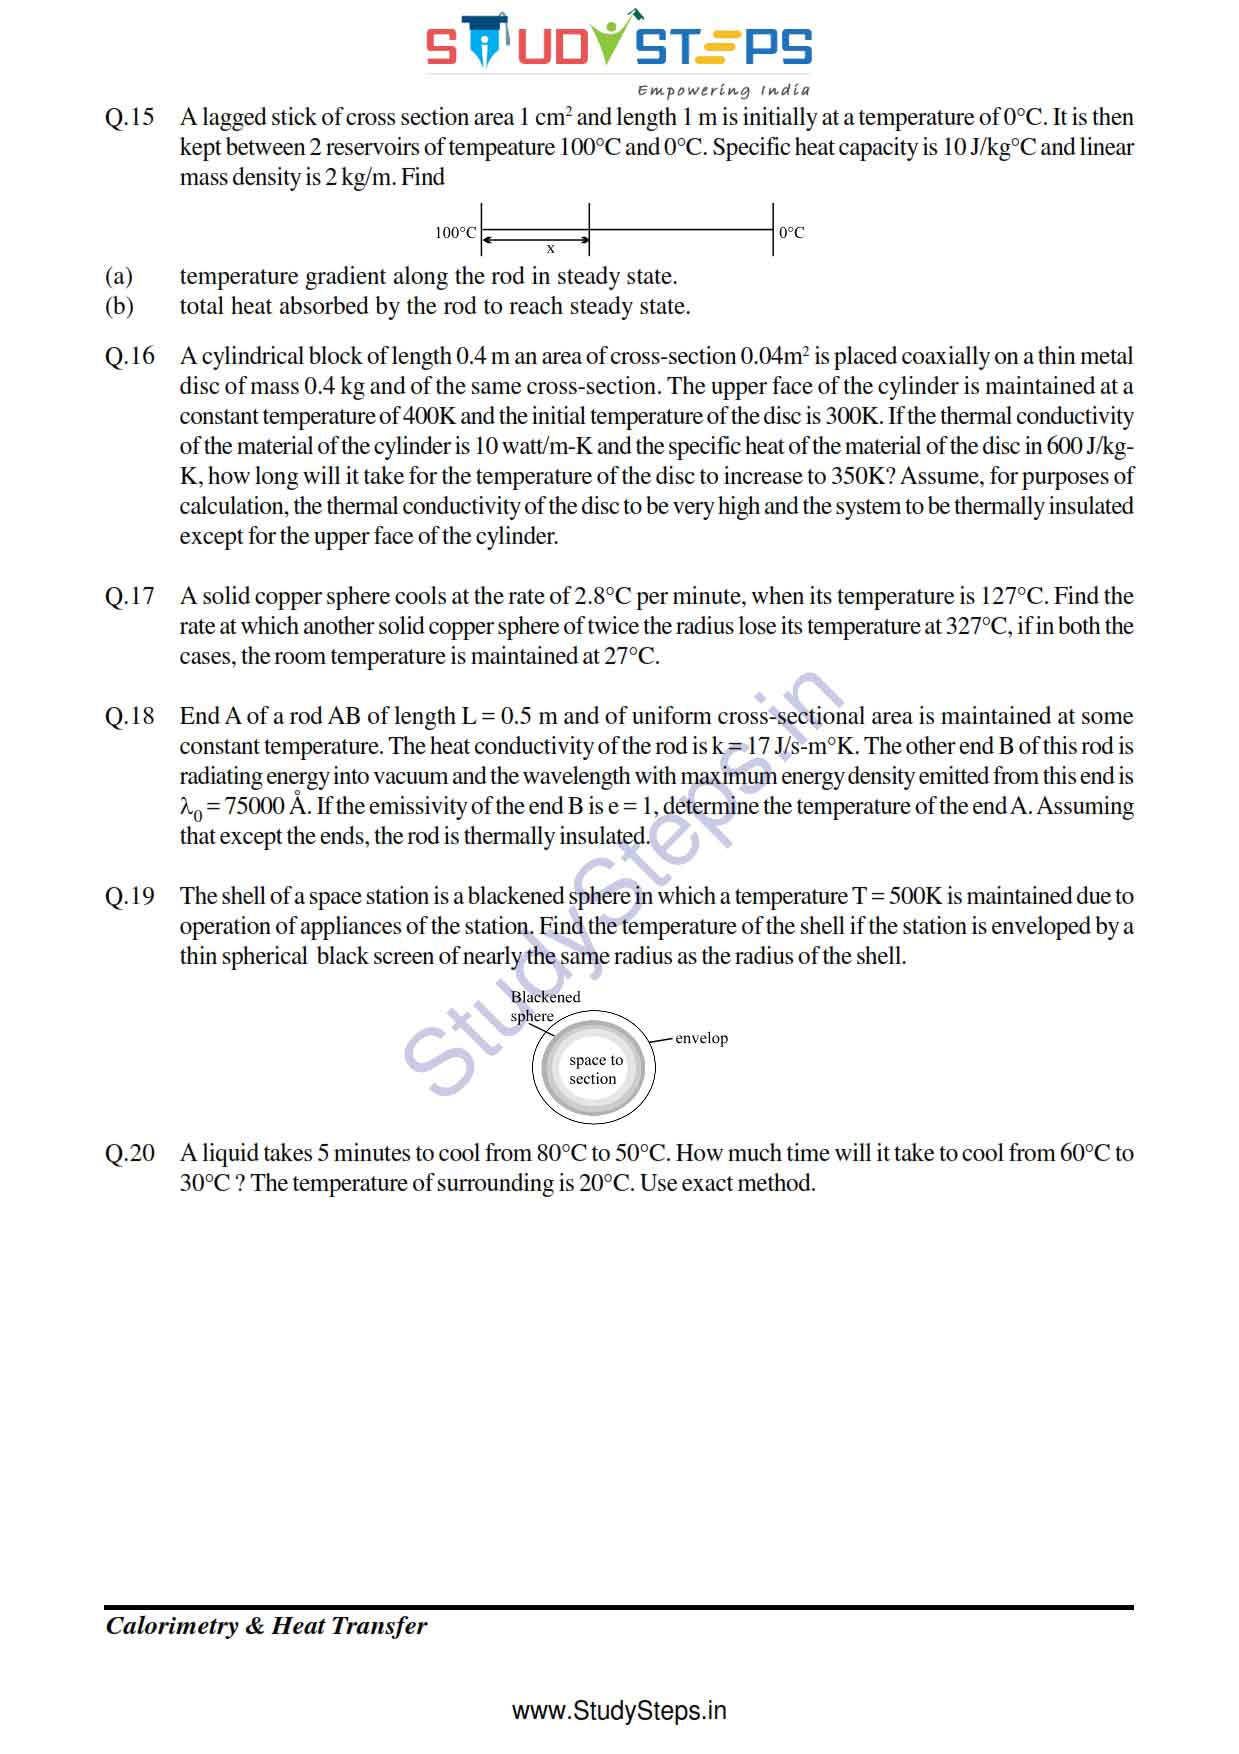 STUDYSTEPS
Empowering India
Q.15 A lagged stick of cross section area 1 cm² and length 1 m is initially at a temperature of 0°C. It is then
kept between 2 reservoirs of tempeature 100°C and 0°C. Specific heat capacity is 10 J/kg°C and linear
mass density is 2 kg/m. Find
100°C x 0°C
(a) temperature gradient along the rod in steady state.
(b) total heat absorbed by the rod to reach steady state.
Q.16 A cylindrical block of length 0.4 m an area of cross-section 0.04m² is placed coaxially on a thin metal
disc of mass 0.4 kg and of the same cross-section. The upper face of the cylinder is maintained at a
constant temperature of 400K and the initial temperature of the disc is 300K. If the thermal conductivity
of the material of the cylinder is 10 watt/m-K and the specific heat of the material of the disc in 600 J/kg-
K, how long will it take for the temperature of the disc to increase to 350K? Assume, for purposes of
calculation, the thermal conductivity of the disc to be very high and the system to be thermally insulated
except for the upper face of the cylinder.
Q.17 A solid copper sphere cools at the rate of 2.8°C per minute, when its temperature is 127°C. Find the
rate at which another solid copper sphere of twice the radius lose its temperature at 327°C, if in both the
cases, the room temperature is maintained at 27°C.
Q.18 End A of a rod AB of length L = 0.5 m and of uniform cross-sectional area is maintained at some
constant temperature. The heat conductivity of the rod is k = 17 J/s-m°K. The other end B of this rod is
radiating energy into vacuum and the wavelength with maximum energy density emitted from this end is
λ₀ = 75000 Å. If the emissivity of the end B is e = 1, determine the temperature of the end A. Assuming
that except the ends, the rod is thermally insulated.
Q.19 The shell of a space station is a blackened sphere in which a temperature T = 500K is maintained due to
operation of appliances of the station. Find the temperature of the shell if the station is enveloped by a
thin spherical black screen of nearly the same radius as the radius of the shell.
Blackened
sphere
envelop
space to
section
StudySteps.in
Q.20 A liquid takes 5 minutes to cool from 80°C to 50°C. How much time will it take to cool from 60°C to
30°C ? The temperature of surrounding is 20°C. Use exact method.
Calorimetry & Heat Transfer
www.StudySteps.in